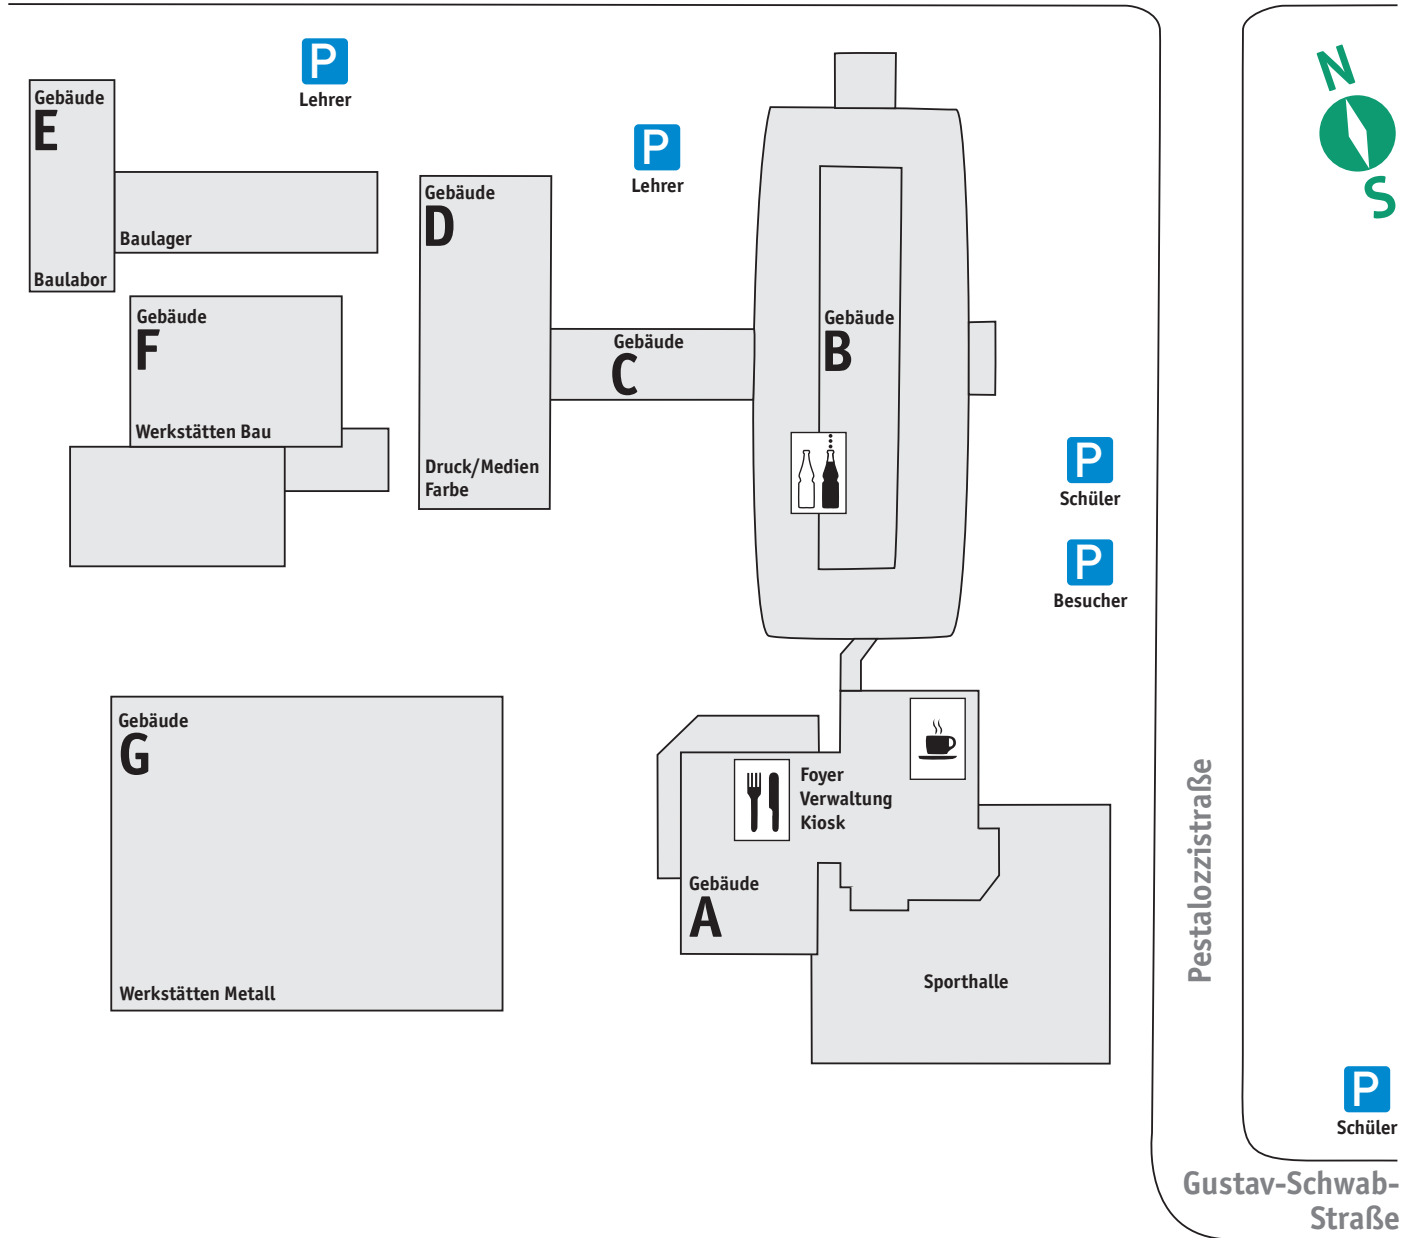 P
Lehrer
N
S
Gebäude
E
Baulager
Baulabor
P
Lehrer
Gebäude
D
Druck/Medien
Farbe
Gebäude
F
Werkstätten Bau
Gebäude
C
Gebäude
B
P
Schüler
P
Besucher
Gebäude
G
Werkstätten Metall
Foyer
Verwaltung
Kiosk
Gebäude
A
Sporthalle
Pestalozzistraße
P
Schüler
Gustav-Schwab-
Straße